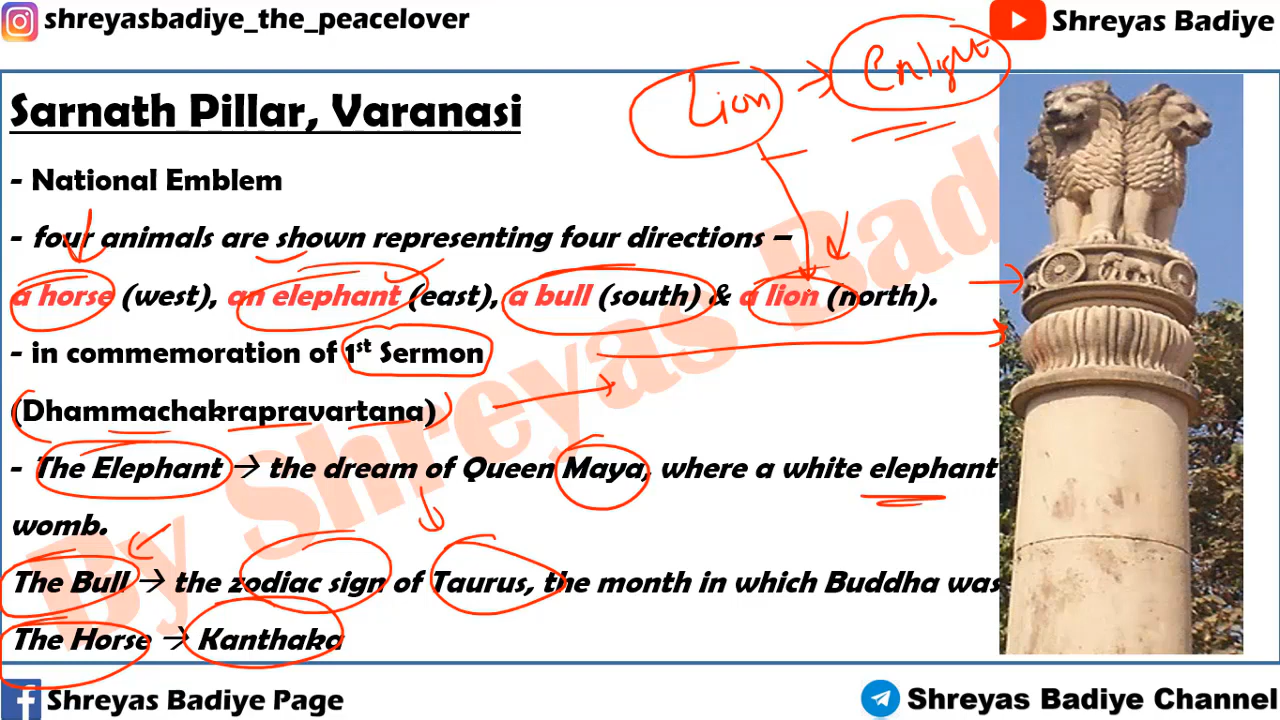 shreyasbadiye_the_peacelover
Shreyas Badiye
Lion → Enlight
Sarnath Pillar, Varanasi
- National Emblem
- four animals are shown representing four directions –
a horse (west), an elephant (east), a bull (south) & a lion (north).
- in commemoration of 1st Sermon
(Dhammachakrapravartana)
- The Elephant → the dream of Queen Maya, where a white elephant
womb.
The Bull → the zodiac sign of Taurus, the month in which Buddha was
The Horse → Kanthaka
By Shreyas Badi
Shreyas Badiye Page
Shreyas Badiye Channel